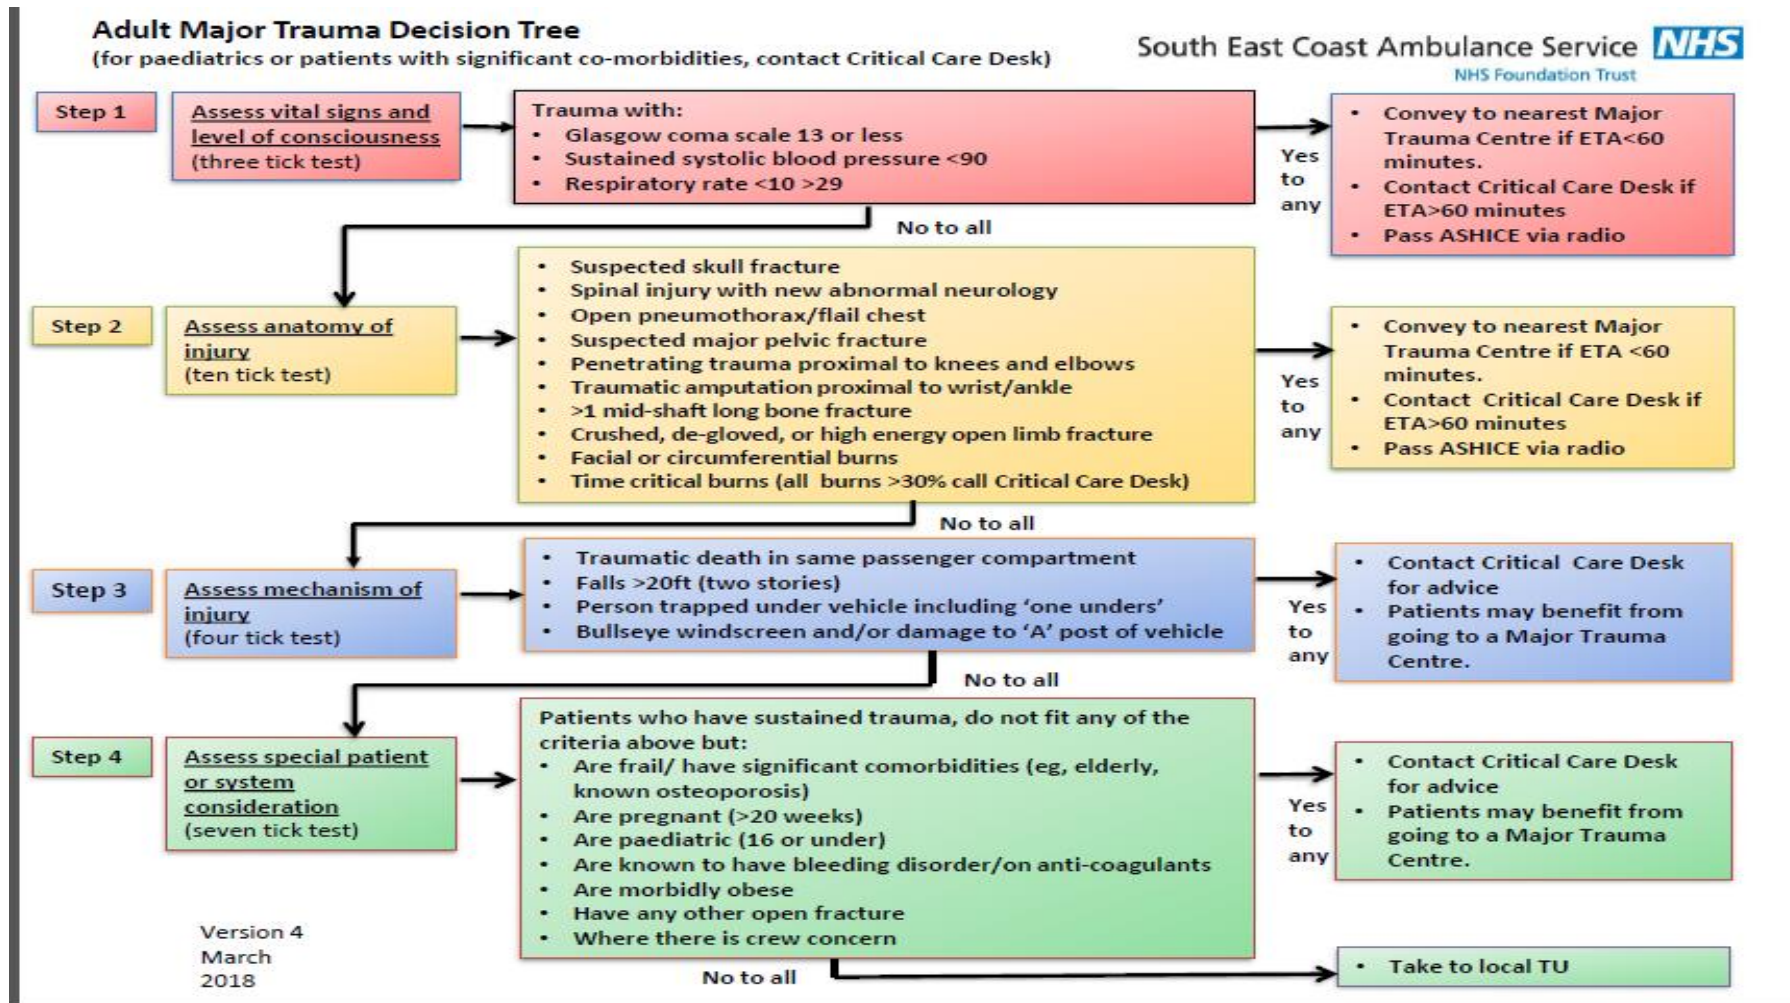 Adult Major Trauma Decision Tree
(for paediatrics or patients with significant co-morbidities, contact Critical Care Desk)
South East Coast Ambulance Service NHS
NHS Foundation Trust
Step 1
Assess vital signs and
level of consciousness
(three tick test)
Trauma with:
• Glasgow coma scale 13 or less
• Sustained systolic blood pressure <90
• Respiratory rate <10 >29
Yes
to
any
• Convey to nearest Major
Trauma Centre if ETA<60
minutes.
• Contact Critical Care Desk if
ETA>60 minutes
• Pass ASHICE via radio
No to all
Step 2
Assess anatomy of
injury
(ten tick test)
• Suspected skull fracture
• Spinal injury with new abnormal neurology
• Open pneumothorax/flail chest
• Suspected major pelvic fracture
• Penetrating trauma proximal to knees and elbows
• Traumatic amputation proximal to wrist/ankle
• >1 mid-shaft long bone fracture
• Crushed, de-gloved, or high energy open limb fracture
• Facial or circumferential burns
• Time critical burns (all burns >30% call Critical Care Desk)
Yes
to
any
• Convey to nearest Major
Trauma Centre if ETA <60
minutes.
• Contact Critical Care Desk if
ETA>60 minutes
• Pass ASHICE via radio
No to all
Step 3
Assess mechanism of
injury
(four tick test)
• Traumatic death in same passenger compartment
• Falls >20ft (two stories)
• Person trapped under vehicle including ‘one unders’
• Bullseye windscreen and/or damage to ‘A’ post of vehicle
Yes
to
any
• Contact Critical Care Desk
for advice
• Patients may benefit from
going to a Major Trauma
Centre.
No to all
Step 4
Assess special patient
or system
consideration
(seven tick test)
Patients who have sustained trauma, do not fit any of the
criteria above but:
• Are frail/ have significant comorbidities (eg, elderly,
known osteoporosis)
• Are pregnant (>20 weeks)
• Are paediatric (16 or under)
• Are known to have bleeding disorder/on anti-coagulants
• Are morbidly obese
• Have any other open fracture
• Where there is crew concern
Yes
to
any
• Contact Critical Care Desk
for advice
• Patients may benefit from
going to a Major Trauma
Centre.
No to all
• Take to local TU
Version 4
March
2018